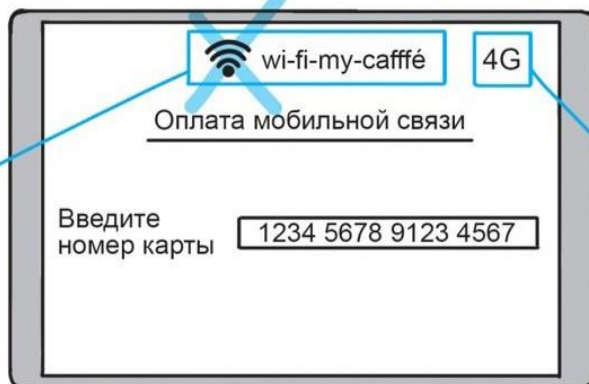 wi-fi-my-cafffé 4G
Оплата мобильной связи
Введите
номер карты
1234 5678 9123 4567